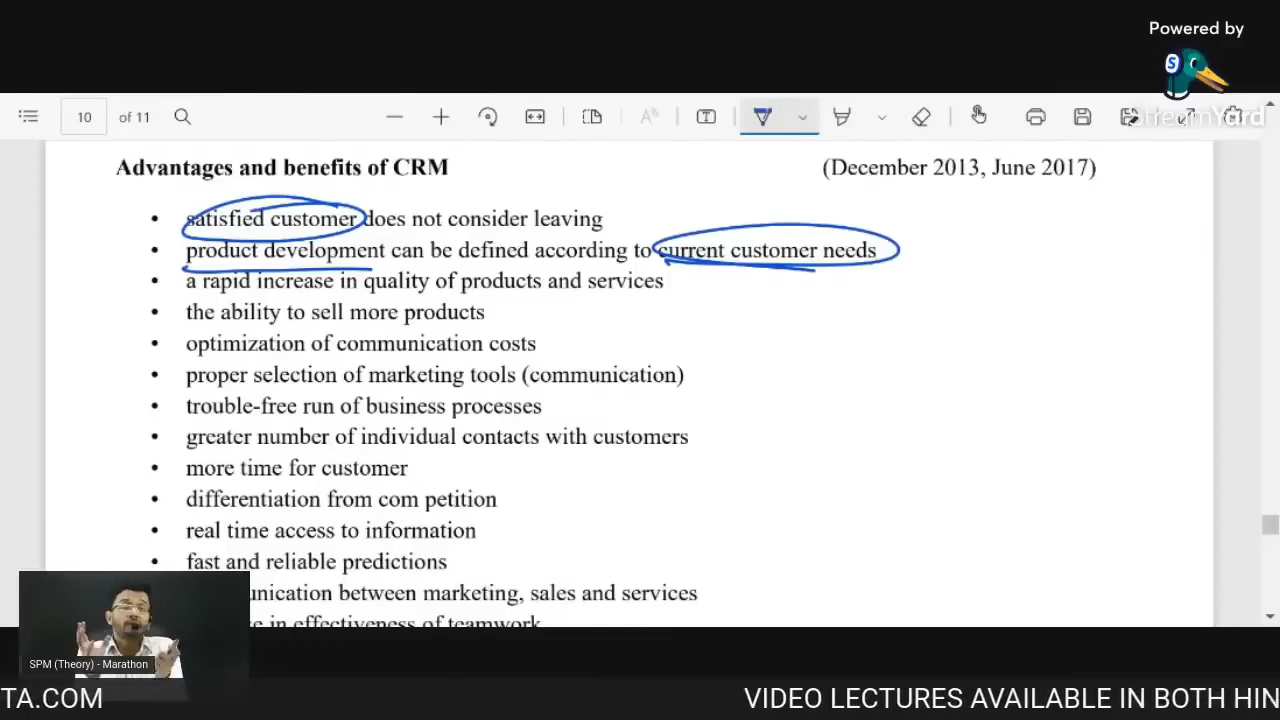 Powered by
S
10 of 11
StreamYard
Advantages and benefits of CRM (December 2013, June 2017)
• satisfied customer does not consider leaving
• product development can be defined according to current customer needs
• a rapid increase in quality of products and services
• the ability to sell more products
• optimization of communication costs
• proper selection of marketing tools (communication)
• trouble-free run of business processes
• greater number of individual contacts with customers
• more time for customer
• differentiation from com petition
• real time access to information
• fast and reliable predictions
unication between marketing, sales and services
e in effectiveness of teamwork
SPM (Theory) - Marathon
TA.COM VIDEO LECTURES AVAILABLE IN BOTH HIN